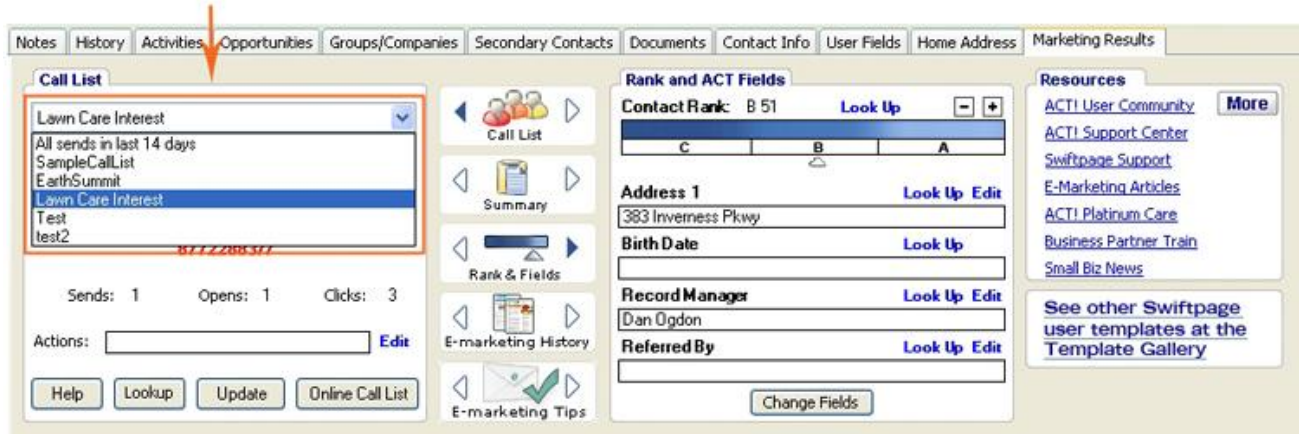 Notes History Activities Opportunities Groups/Companies Secondary Contacts Documents Contact Info User Fields Home Address Marketing Results
Call List
Lawn Care Interest
All sends in last 14 days
SampleCallList
EarthSummit
Lawn Care Interest
Test
test2
Sends: 1 Opens: 1 Clicks: 3
Actions: Edit
Help Lookup Update Online Call List
Call List
Summary
Rank & Fields
E-marketing History
E-marketing Tips
Rank and ACT Fields
Contact Rank: B 51 Look Up - +
C B A
Address 1 Look Up Edit
383 Inverness Pkwy
Birth Date Look Up
Record Manager Look Up Edit
Dan Ogdon
Referred By Look Up Edit
Change Fields
Resources
ACT! User Community More
ACT! Support Center
Swiftpage Support
E-Marketing Articles
ACT! Platinum Care
Business Partner Train
Small Biz News
See other Swiftpage
user templates at the
Template Gallery